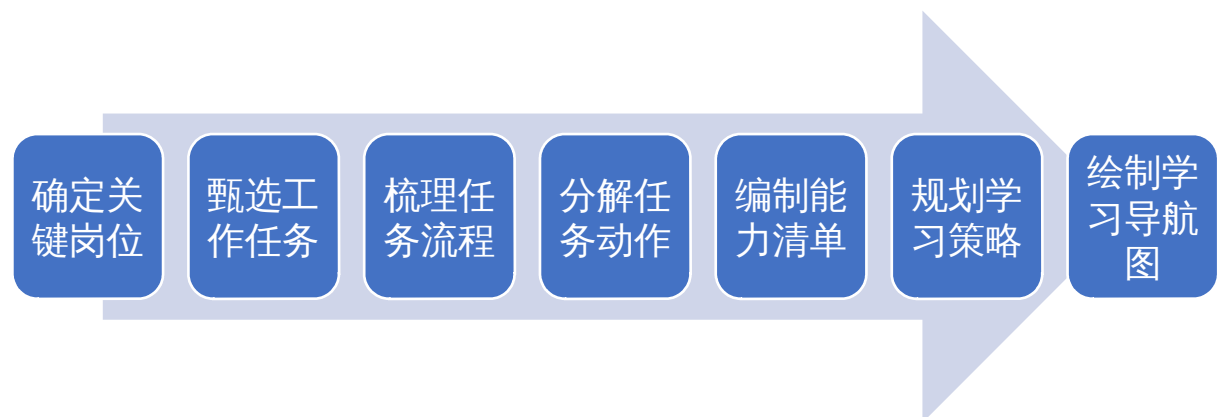 确定关
键岗位
甄选工
作任务
梳理任
务流程
分解任
务动作
编制能
力清单
规划学
习策略
绘制学
习导航
图